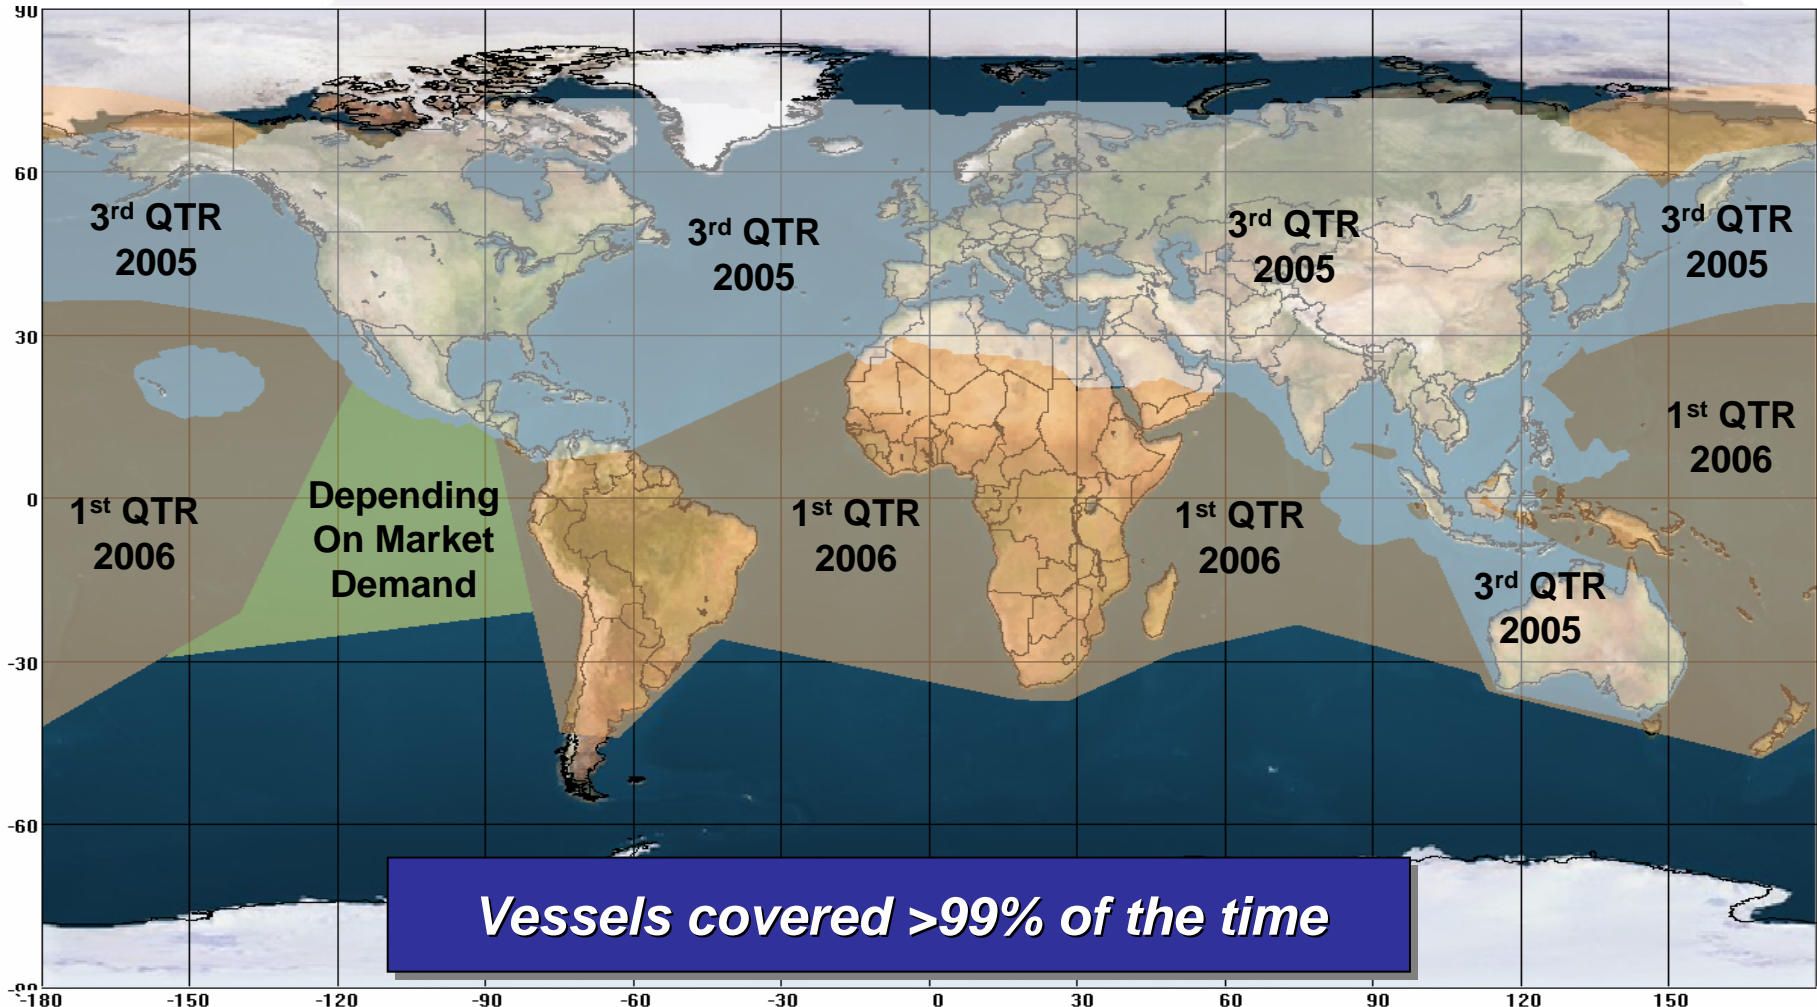 90
60
30
0
-30
-60
-90
3rd QTR
2005
3rd QTR
2005
3rd QTR
2005
3rd QTR
2005
1st QTR
2006
1st QTR
2006
Depending
On Market
Demand
1st QTR
2006
1st QTR
2006
3rd QTR
2005
Vessels covered >99% of the time
-180 -150 -120 -90 -60 -30 0 30 60 90 120 150